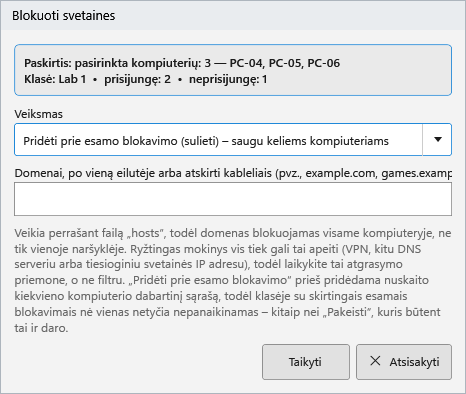 Blokuoti svetaines
Paskirtis: pasirinkta kompiuterių: 3 — PC-04, PC-05, PC-06
Klasė: Lab 1 • prisijungę: 2 • neprisijungę: 1
Veiksmas
Pridėti prie esamo blokavimo (sulieti) – saugu keliems kompiuteriams
Domenai, po vieną eilutėje arba atskirti kableliais (pvz., example.com, games.examp
Veikia perrašant failą „hosts“, todėl domenas blokuojamas visame kompiuteryje, ne
tik vienoje naršyklėje. Ryžtingas mokinys vis tiek gali tai apeiti (VPN, kitu DNS
serveriu arba tiesioginiu svetainės IP adresu), todėl laikykite tai atgrasymo
priemone, o ne filtru. „Pridėti prie esamo blokavimo“ prieš pridėdama nuskaito
kiekvieno kompiuterio dabartinį sąrašą, todėl klasėje su skirtingais esamais
blokavimais nė vienas netyčia nepanaikinamas – kitaip nei „Pakeisti“, kuris būtent
tai ir daro.
Taikyti
Atsisakyti